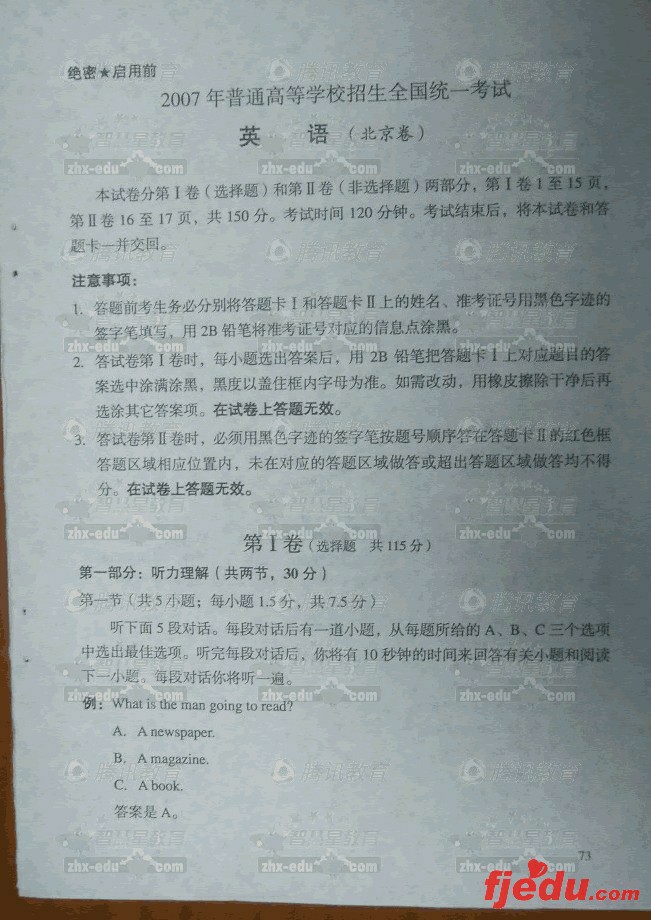 绝密★启用前
2007年普通高等学校招生全国统一考试
英 语（北京卷）
本试卷分第Ⅰ卷（选择题）和第Ⅱ卷（非选择题）两部分，第Ⅰ卷1至15页，
第Ⅱ卷16至17页，共150分。考试时间120分钟。考试结束后，将本试卷和答
题卡一并交回。
注意事项：
1. 答题前考生务必分别将答题卡Ⅰ和答题卡Ⅱ上的姓名、准考证号用黑色字迹的
签字笔填写，用2B铅笔将准考证号对应的信息点涂黑。
2. 答试卷第Ⅰ卷时，每小题选出答案后，用2B铅笔把答题卡Ⅰ上对应题目的答
案选中涂满涂黑，黑度以盖住框内字母为准。如需改动，用橡皮擦除干净后再
选涂其它答案项。在试卷上答题无效。
3. 答试卷第Ⅱ卷时，必须用黑色字迹的签字笔按题号顺序答在答题卡Ⅱ的红色框
答题区域相应位置内，未在对应的答题区域做答或超出答题区域做答均不得
分。在试卷上答题无效。
第Ⅰ卷（选择题 共115分）
第一部分：听力理解（共两节，30分）
第一节（共5小题；每小题1.5分，共7.5分）
听下面5段对话。每段对话后有一道小题，从每题所给的A、B、C三个选项
中选出最佳选项。听完每段对话后，你将有10秒钟的时间来回答有关小题和阅读
下一小题。每段对话你将听一遍。
例：What is the man going to read?
A. A newspaper.
B. A magazine.
C. A book.
答案是A。
73
fjedu.com
腾讯教育
智慧星教育
zhx-edu.com